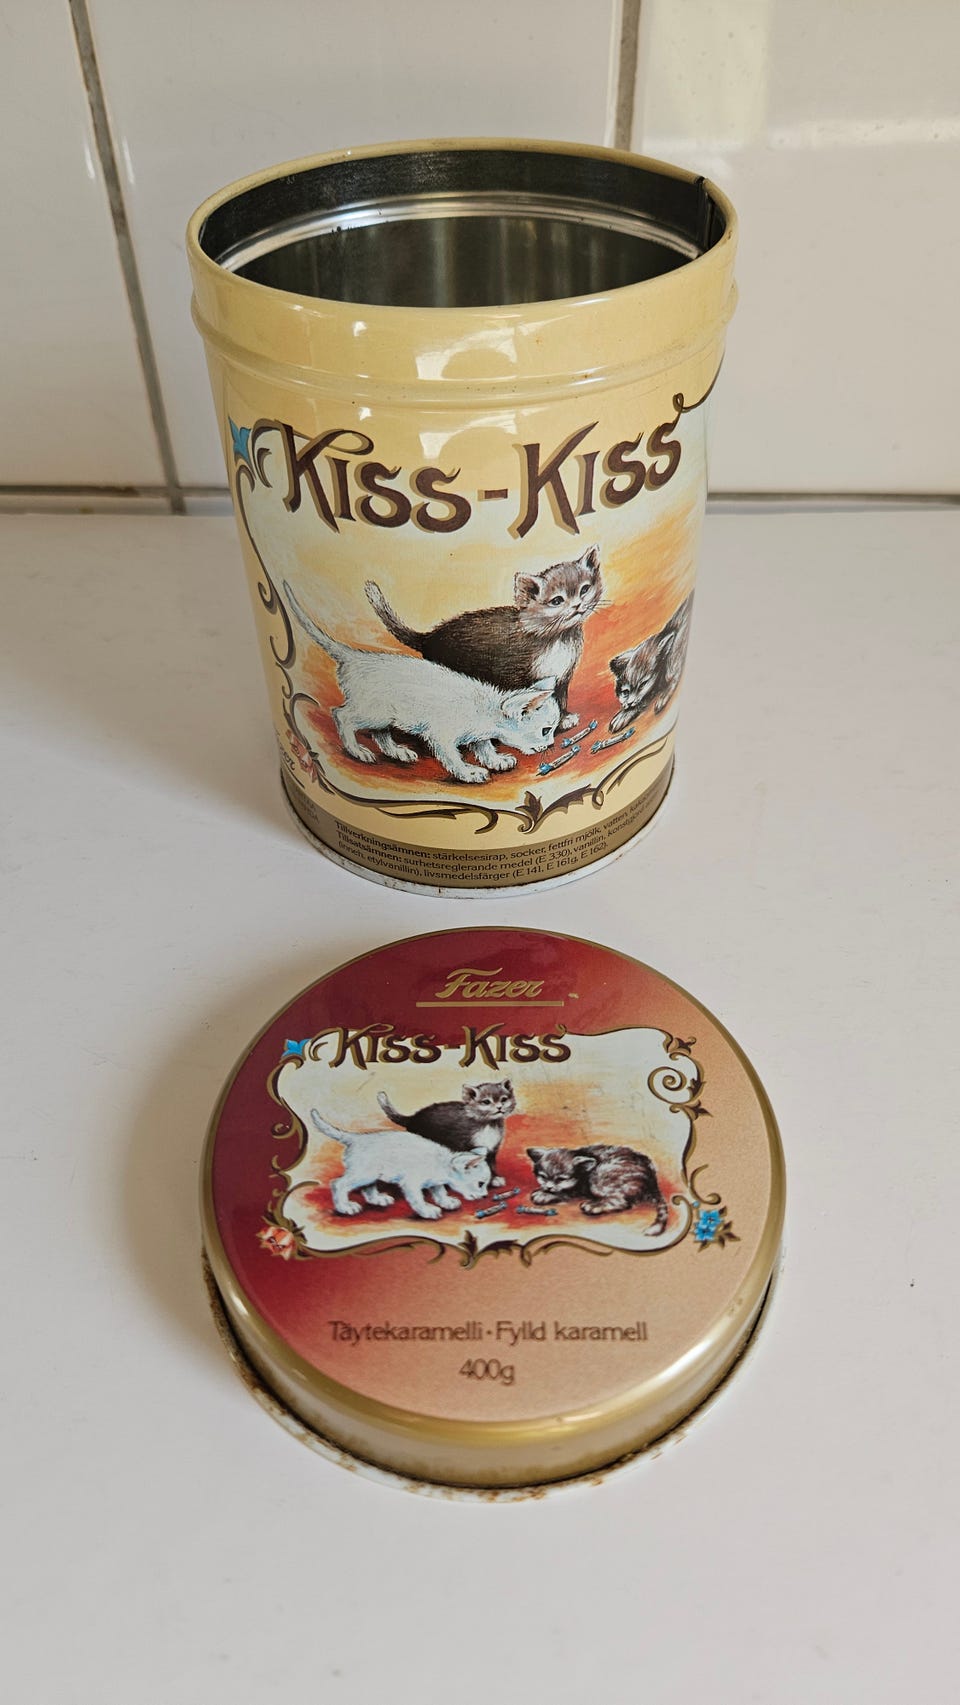 Kiss-Kiss
Tillverkningsämnen: stärkelsesirap, socker, fettfri mjölk, vatten,
Tillsatsämnen: surhetsreglerande medel (E 330), vanillin,
(inneh. etylvanillin), livsmedelsfärger (E 141, E 161g, E 162).
Fazer
Kiss-Kiss
Täytekaramelli•Fylld karamell
400g